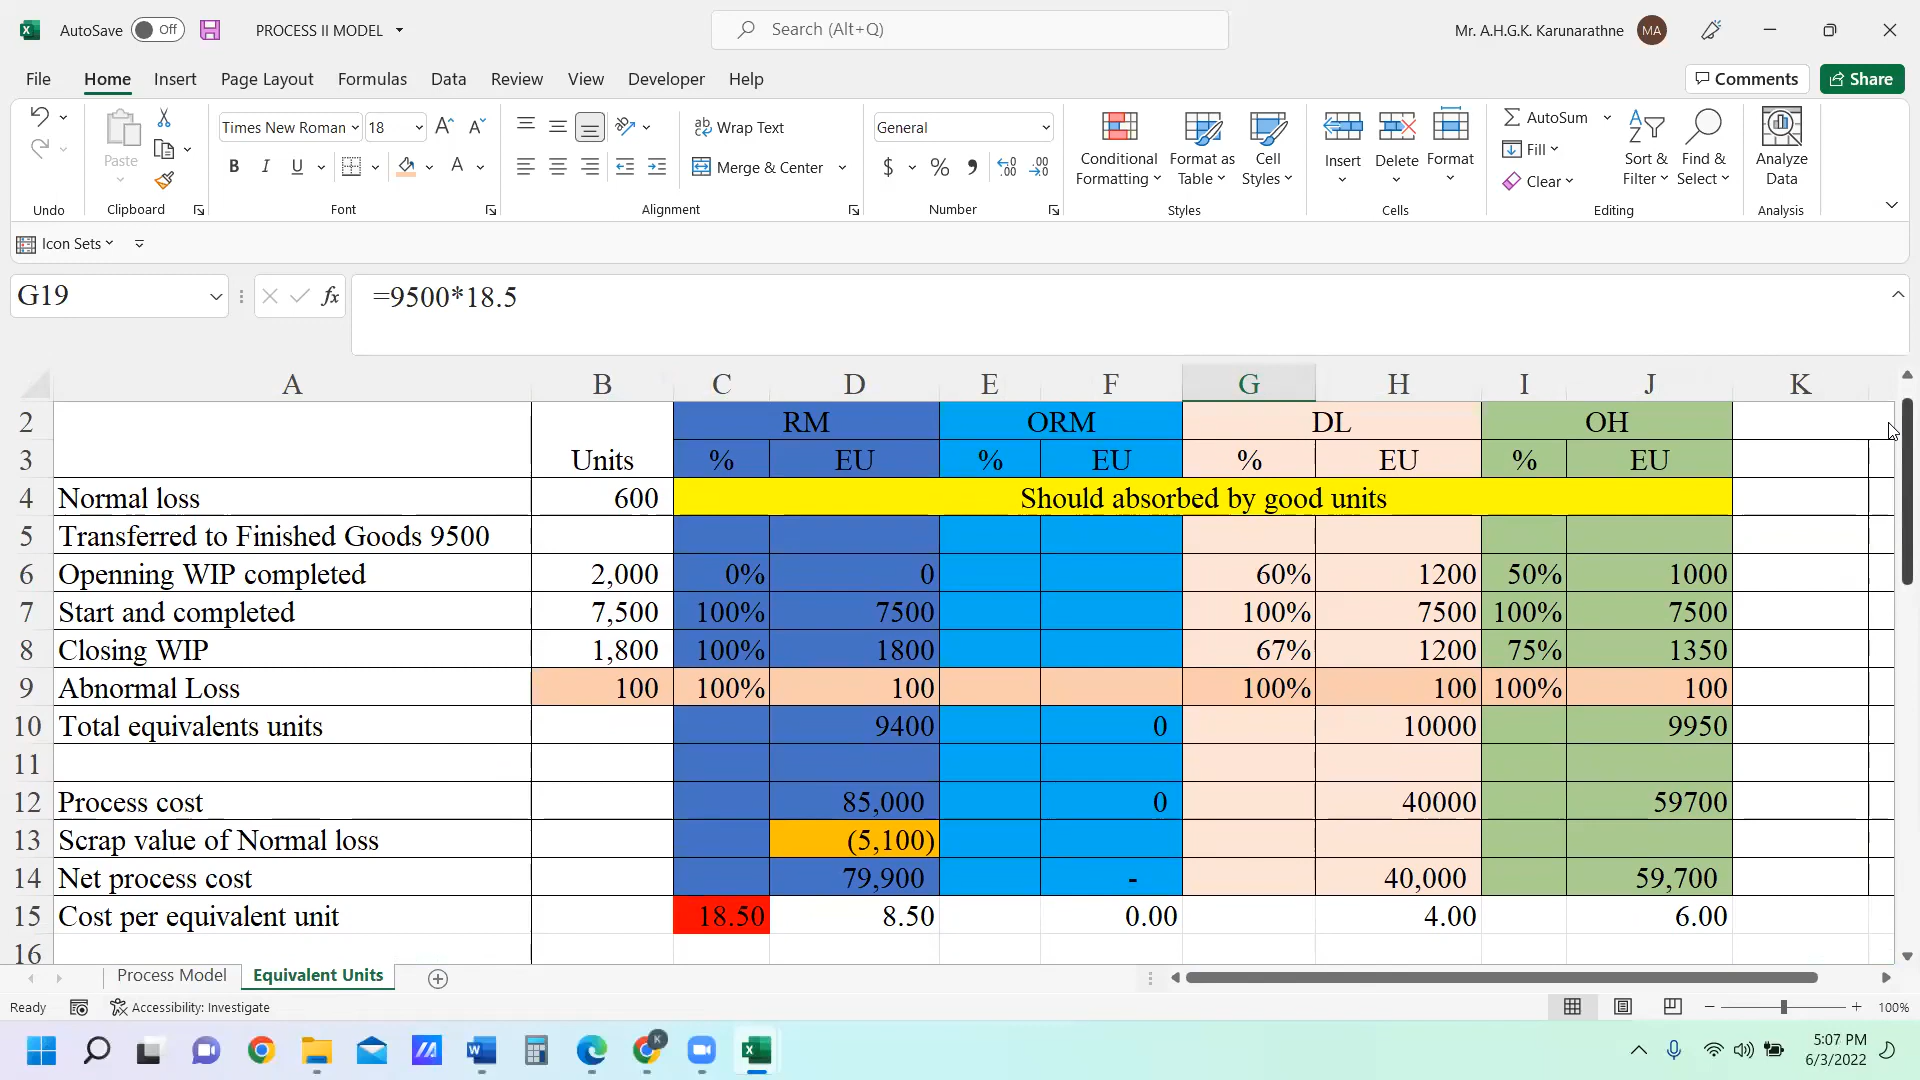 AutoSave Off PROCESS II MODEL Search (Alt+Q) Mr. A.H.G.K. Karunarathne MA
File Home Insert Page Layout Formulas Data Review View Developer Help Comments Share
Times New Roman 18 Wrap Text General AutoSum
Paste B I U Merge & Center $ % Fill
Conditional Formatting Format as Table Cell Styles Insert Delete Format Clear Sort & Filter Find & Select Analyze Data
Undo Clipboard Font Alignment Number Styles Cells Editing Analysis
Icon Sets
G19 fx =9500*18.5
A B C D E F G H I J K
2 RM ORM DL OH
3 Units % EU % EU % EU % EU
4 Normal loss 600 Should absorbed by good units
5 Transferred to Finished Goods 9500
6 Openning WIP completed 2,000 0% 0 60% 1200 50% 1000
7 Start and completed 7,500 100% 7500 100% 7500 100% 7500
8 Closing WIP 1,800 100% 1800 67% 1200 75% 1350
9 Abnormal Loss 100 100% 100 100% 100 100% 100
10 Total equivalents units 9400 0 10000 9950
11
12 Process cost 85,000 0 40000 59700
13 Scrap value of Normal loss (5,100)
14 Net process cost 79,900 - 40,000 59,700
15 Cost per equivalent unit 18.50 8.50 0.00 4.00 6.00
16
Process Model Equivalent Units
Ready Accessibility: Investigate 100%
5:07 PM
6/3/2022